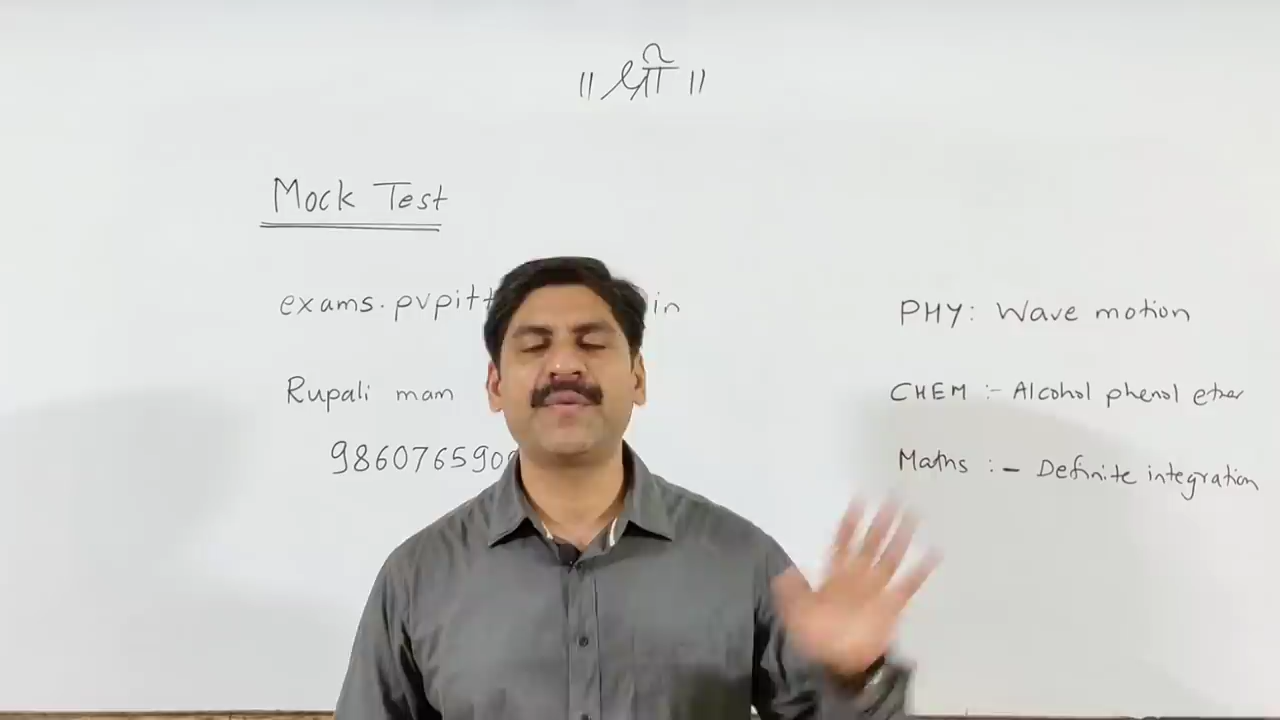 ॥ श्री ॥
Mock Test
exams.pvpitt in
Rupali mam
986076590
PHY: Wave motion
CHEM :- Alcohol phenol ether
Maths :- Definite integration